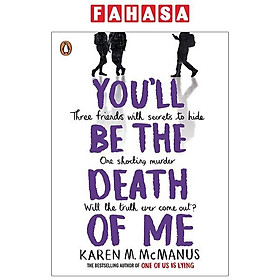 FAHASA
YOU'LL
Three friends with secrets to hide
BE THE
One shocking murder
DEATH
Will the truth ever come out?
OF ME
KAREN M. McMANUS
THE BESTSELLING AUTHOR OF ONE OF US IS LYING